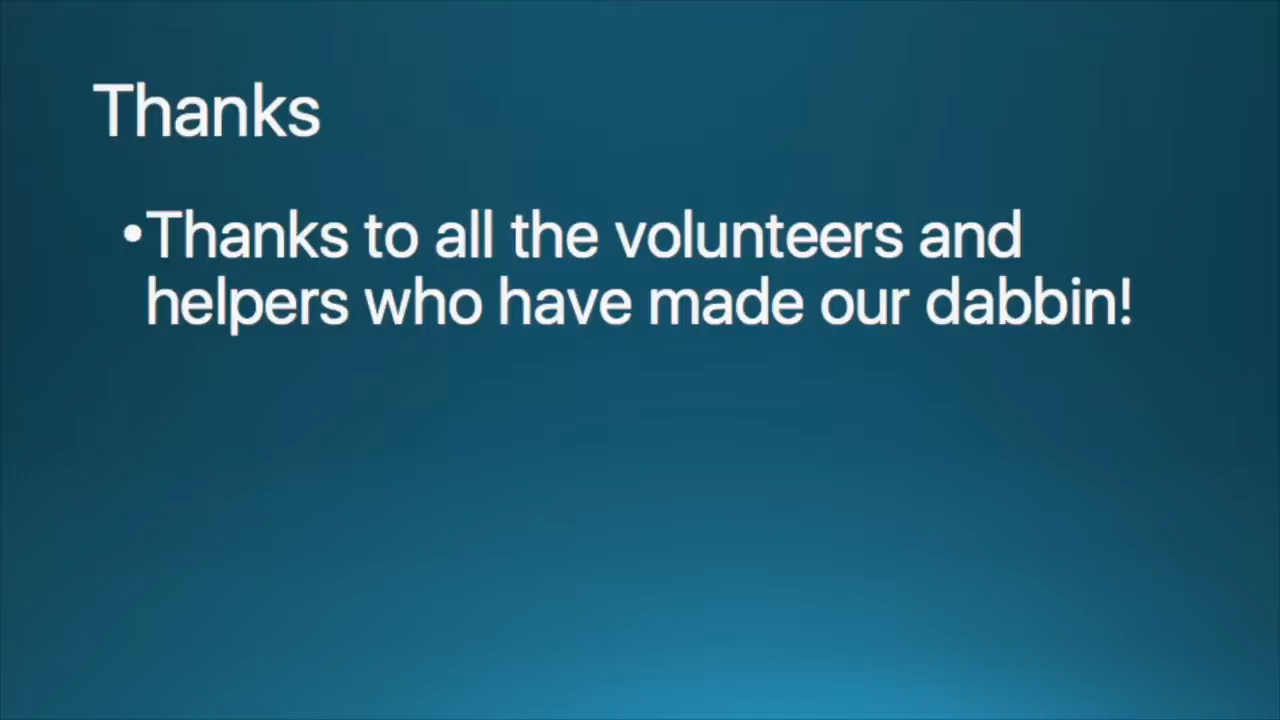 Thanks
•Thanks to all the volunteers and
helpers who have made our dabbin!